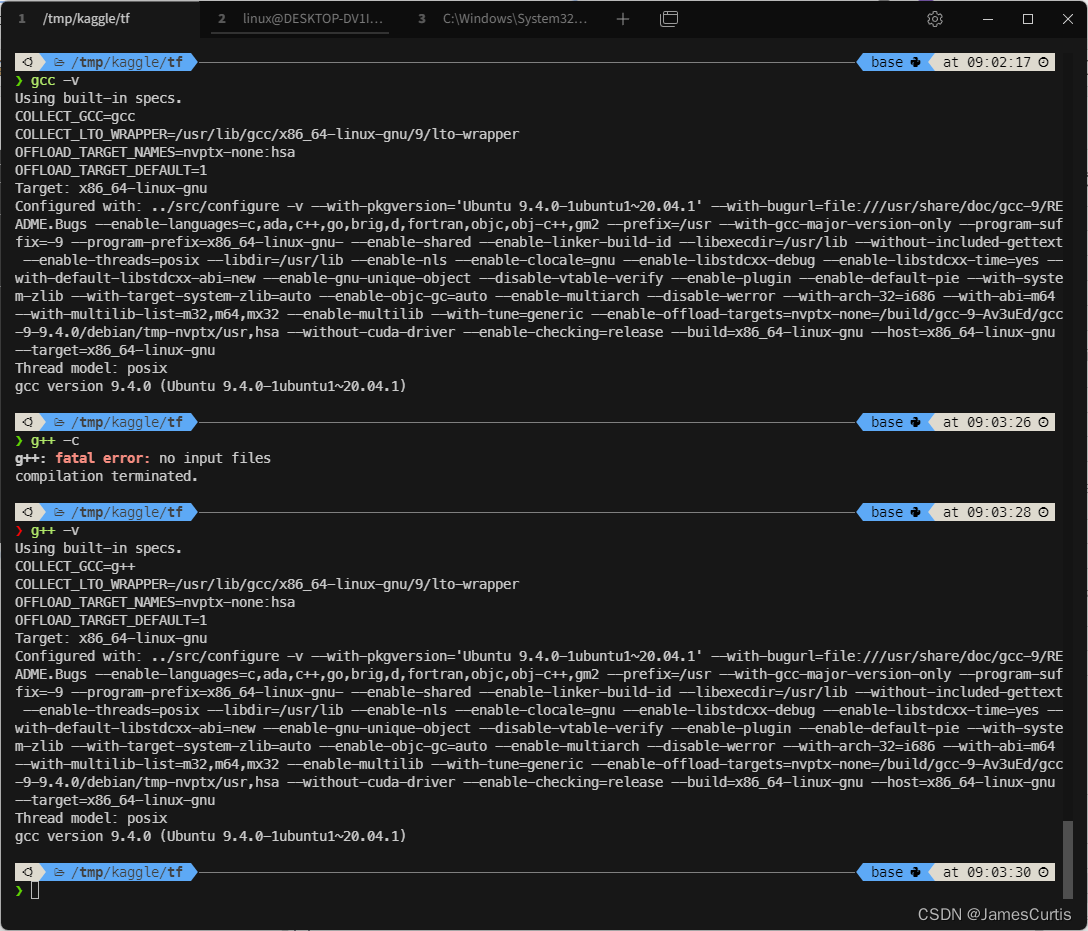 1 /tmp/kaggle/tf 2 linux@DESKTOP-DV1I... 3 C:\Windows\System32...
/tmp/kaggle/tf base at 09:02:17
❯ gcc -v
Using built-in specs.
COLLECT_GCC=gcc
COLLECT_LTO_WRAPPER=/usr/lib/gcc/x86_64-linux-gnu/9/lto-wrapper
OFFLOAD_TARGET_NAMES=nvptx-none:hsa
OFFLOAD_TARGET_DEFAULT=1
Target: x86_64-linux-gnu
Configured with: ../src/configure -v --with-pkgversion='Ubuntu 9.4.0-1ubuntu1~20.04.1' --with-bugurl=file:///usr/share/doc/gcc-9/RE
ADME.Bugs --enable-languages=c,ada,c++,go,brig,d,fortran,objc,obj-c++,gm2 --prefix=/usr --with-gcc-major-version-only --program-suf
fix=-9 --program-prefix=x86_64-linux-gnu- --enable-shared --enable-linker-build-id --libexecdir=/usr/lib --without-included-gettext
 --enable-threads=posix --libdir=/usr/lib --enable-nls --enable-clocale=gnu --enable-libstdcxx-debug --enable-libstdcxx-time=yes --
with-default-libstdcxx-abi=new --enable-gnu-unique-object --disable-vtable-verify --enable-plugin --enable-default-pie --with-syste
m-zlib --with-target-system-zlib=auto --enable-objc-gc=auto --enable-multiarch --disable-werror --with-arch-32=i686 --with-abi=m64
--with-multilib-list=m32,m64,mx32 --enable-multilib --with-tune=generic --enable-offload-targets=nvptx-none=/build/gcc-9-Av3uEd/gcc
-9-9.4.0/debian/tmp-nvptx/usr,hsa --without-cuda-driver --enable-checking=release --build=x86_64-linux-gnu --host=x86_64-linux-gnu
--target=x86_64-linux-gnu
Thread model: posix
gcc version 9.4.0 (Ubuntu 9.4.0-1ubuntu1~20.04.1)
/tmp/kaggle/tf base at 09:03:26
❯ g++ -c
g++: fatal error: no input files
compilation terminated.
/tmp/kaggle/tf base at 09:03:28
❯ g++ -v
Using built-in specs.
COLLECT_GCC=g++
COLLECT_LTO_WRAPPER=/usr/lib/gcc/x86_64-linux-gnu/9/lto-wrapper
OFFLOAD_TARGET_NAMES=nvptx-none:hsa
OFFLOAD_TARGET_DEFAULT=1
Target: x86_64-linux-gnu
Configured with: ../src/configure -v --with-pkgversion='Ubuntu 9.4.0-1ubuntu1~20.04.1' --with-bugurl=file:///usr/share/doc/gcc-9/RE
ADME.Bugs --enable-languages=c,ada,c++,go,brig,d,fortran,objc,obj-c++,gm2 --prefix=/usr --with-gcc-major-version-only --program-suf
fix=-9 --program-prefix=x86_64-linux-gnu- --enable-shared --enable-linker-build-id --libexecdir=/usr/lib --without-included-gettext
 --enable-threads=posix --libdir=/usr/lib --enable-nls --enable-clocale=gnu --enable-libstdcxx-debug --enable-libstdcxx-time=yes --
with-default-libstdcxx-abi=new --enable-gnu-unique-object --disable-vtable-verify --enable-plugin --enable-default-pie --with-syste
m-zlib --with-target-system-zlib=auto --enable-objc-gc=auto --enable-multiarch --disable-werror --with-arch-32=i686 --with-abi=m64
--with-multilib-list=m32,m64,mx32 --enable-multilib --with-tune=generic --enable-offload-targets=nvptx-none=/build/gcc-9-Av3uEd/gcc
-9-9.4.0/debian/tmp-nvptx/usr,hsa --without-cuda-driver --enable-checking=release --build=x86_64-linux-gnu --host=x86_64-linux-gnu
--target=x86_64-linux-gnu
Thread model: posix
gcc version 9.4.0 (Ubuntu 9.4.0-1ubuntu1~20.04.1)
/tmp/kaggle/tf base at 09:03:30
❯
CSDN @JamesCurtis